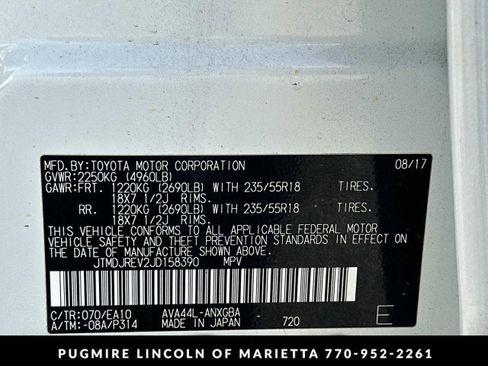 MFD.BY:TOYOTA MOTOR CORPORATION 08/17
GVWR:2250KG (4960LB)
GAWR:FRT. 1220KG (2690LB) WITH 235/55R18 TIRES.
18X7 1/2J RIMS.
RR. 1220KG (2690LB) WITH 235/55R18 TIRES.
18X7 1/2J RIMS.
THIS VEHICLE CONFORMS TO ALL APPLICABLE FEDERAL MOTOR
VEHICLE SAFETY AND THEFT PREVENTION STANDARDS IN EFFECT ON
THE DATE OF MANUFACTURE SHOWN ABOVE.
JTMDJREV2JD158390 MPV
C/TR:070/EA10 AVA44L-ANXGBA
A/TM:-08A/P314 MADE IN JAPAN 720 E
PUGMIRE LINCOLN OF MARIETTA 770-952-2261